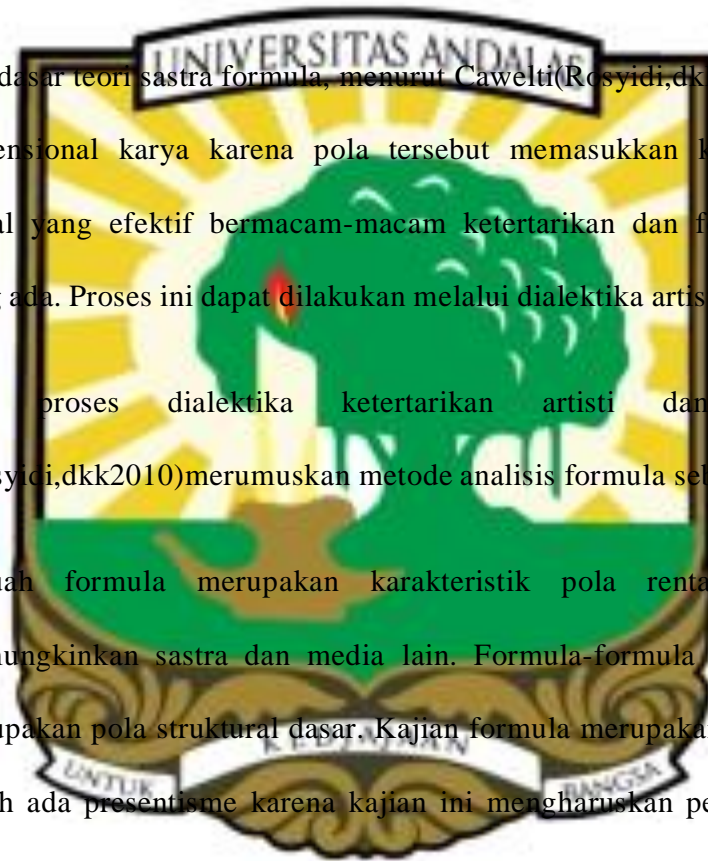 UNIVERSITAS ANDALAS
dasar teori sastra formula, menurut Cawelti(Rosyidi,dk
ensional karya karena pola tersebut memasukkan k
al yang efektif bermacam-macam ketertarikan dan f
ada. Proses ini dapat dilakukan melalui dialektika artis
proses dialektika ketertarikan artisti dan
syidi,dkk2010)merumuskan metode analisis formula seb
uah formula merupakan karakteristik pola renta
nungkinkan sastra dan media lain. Formula-formula
upakan pola struktural dasar. Kajian formula merupakan
KEDJAJAAN
UNTUK BANGSA
h ada presentisme karena kajian ini mengharuskan pe